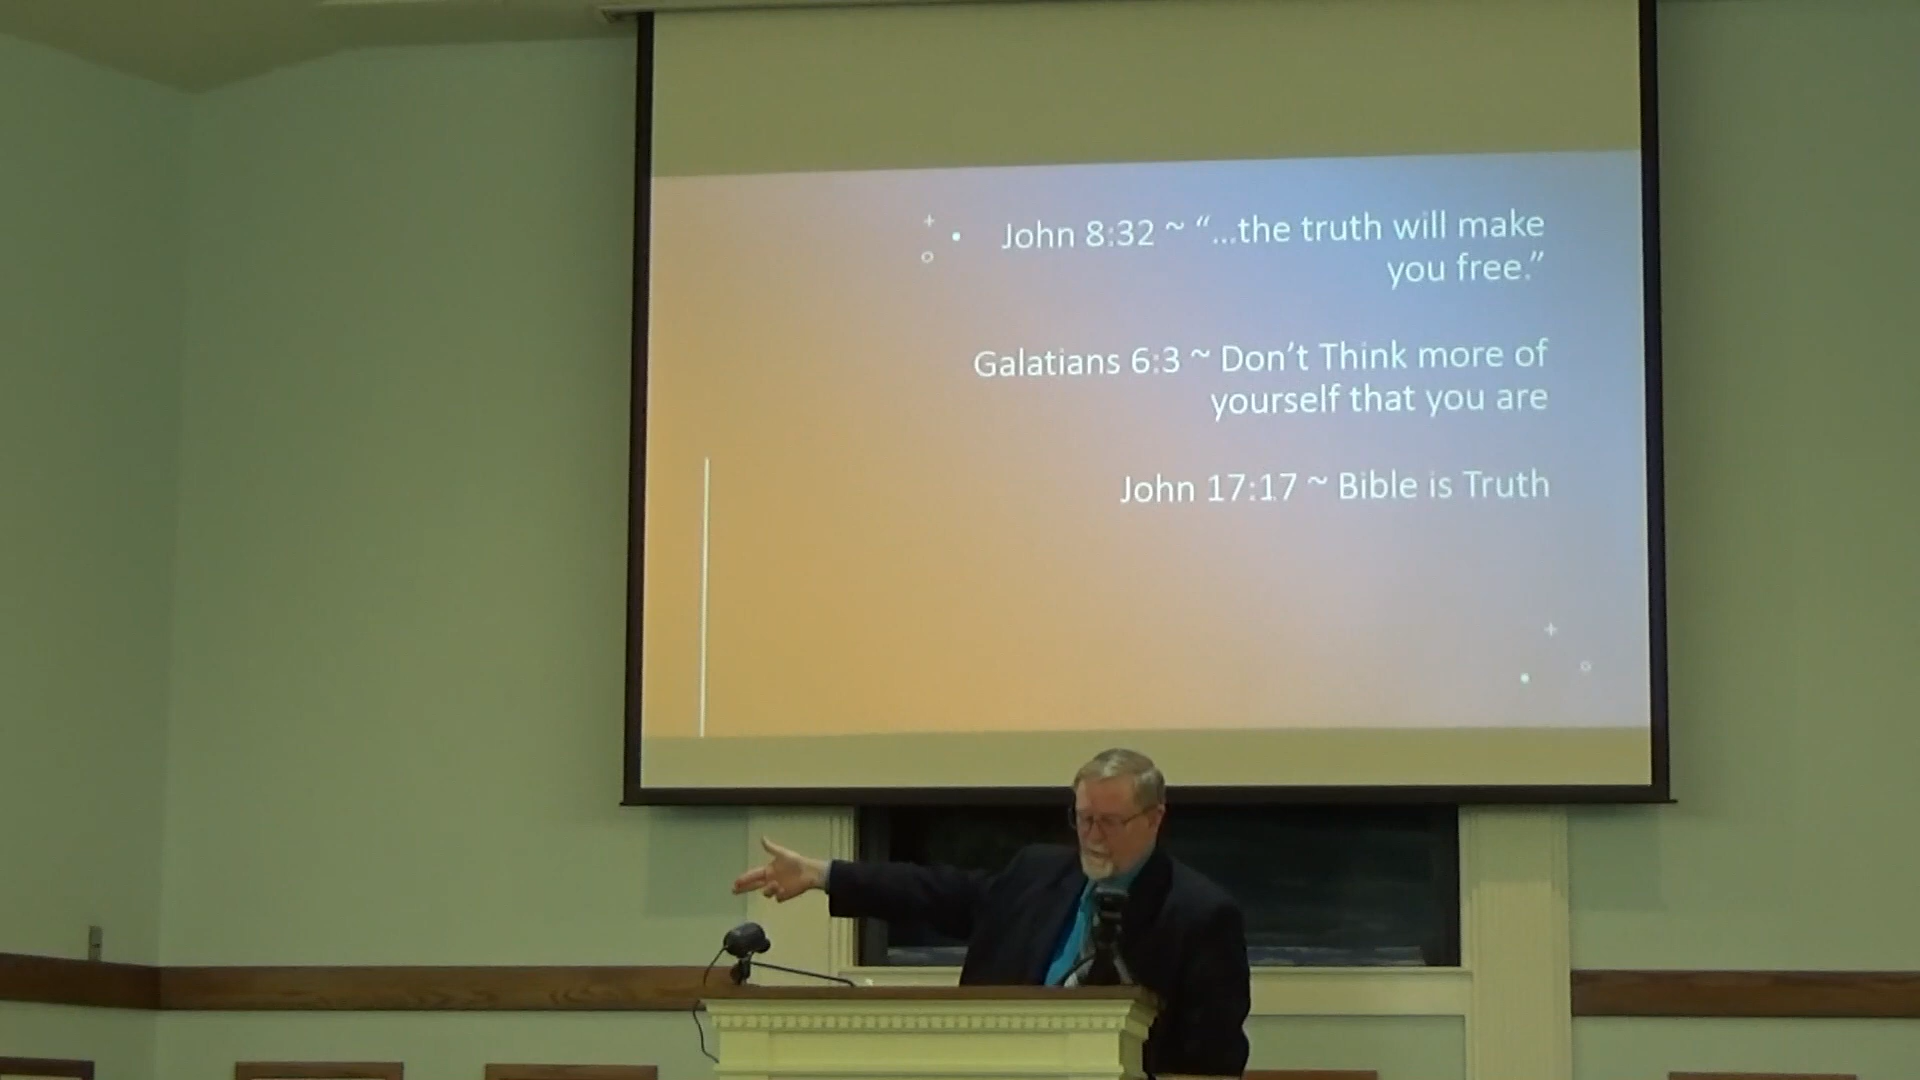 • John 8:32 ~ “...the truth will make
you free.”
Galatians 6:3 ~ Don’t Think more of
yourself that you are
John 17:17 ~ Bible is Truth